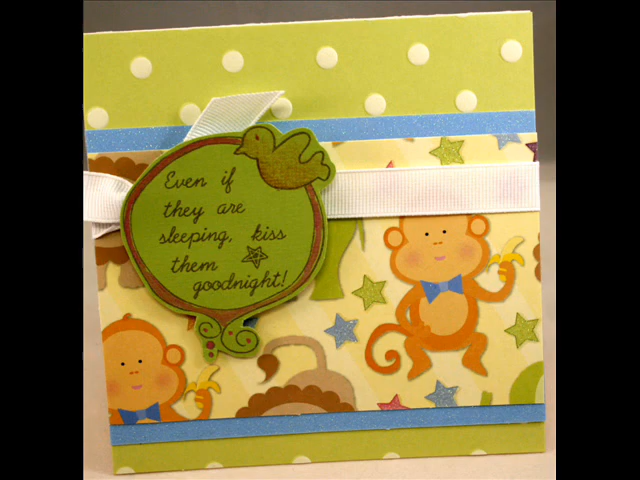 Even if
they are
sleeping, kiss
them
goodnight!